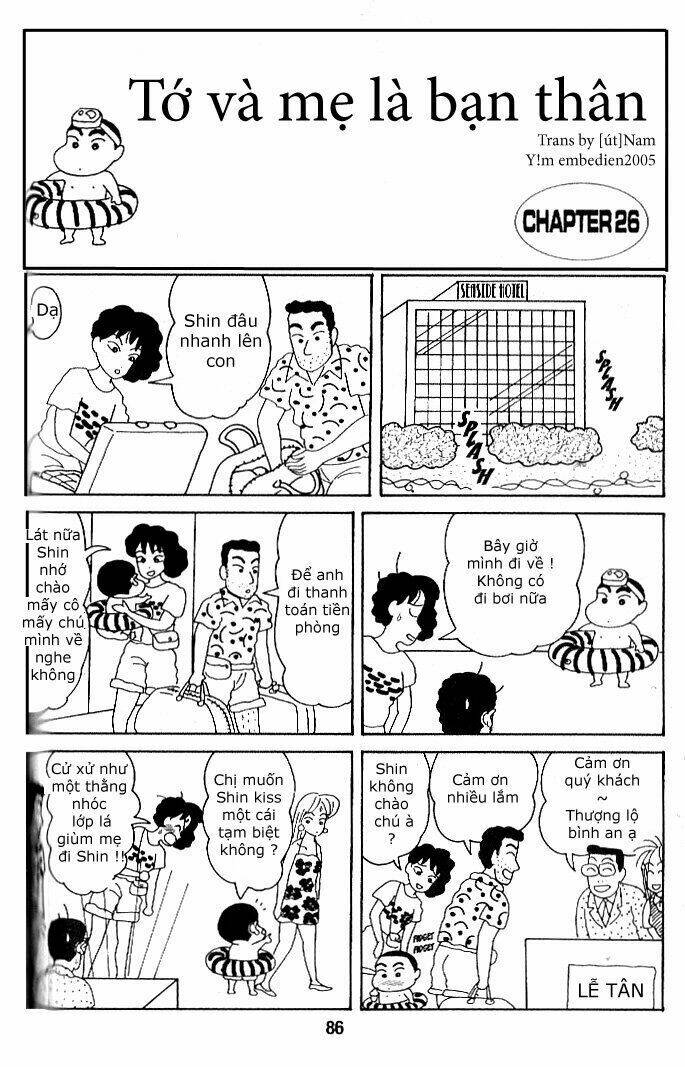 Tớ và mẹ là bạn thân
Trans by [út]Nam
Y!m embedien2005
CHAPTER 26
Dạ
Shin đâu
nhanh lên
con
SEASIDE HOTEL
SPLASH
SPLASH
Lát nữa
Shin
nhớ
chào
mấy cô
mấy chú
mình về
nghe
không
Để anh
đi thanh
toán tiền
phòng
Bây giờ
mình đi về !
Không có
đi bơi nữa
Cử xử như
một thằng
nhóc
lớp lá
giùm mẹ
đi Shin !!
Chị muốn
Shin kiss
một cái
tạm biệt
không ?
Shin
không
chào
chú à
?
Cảm ơn
nhiều lắm
Cảm ơn
quý khách
~
Thượng lộ
bình an ạ
FIDGET
FIDGET
LỄ TÂN
86